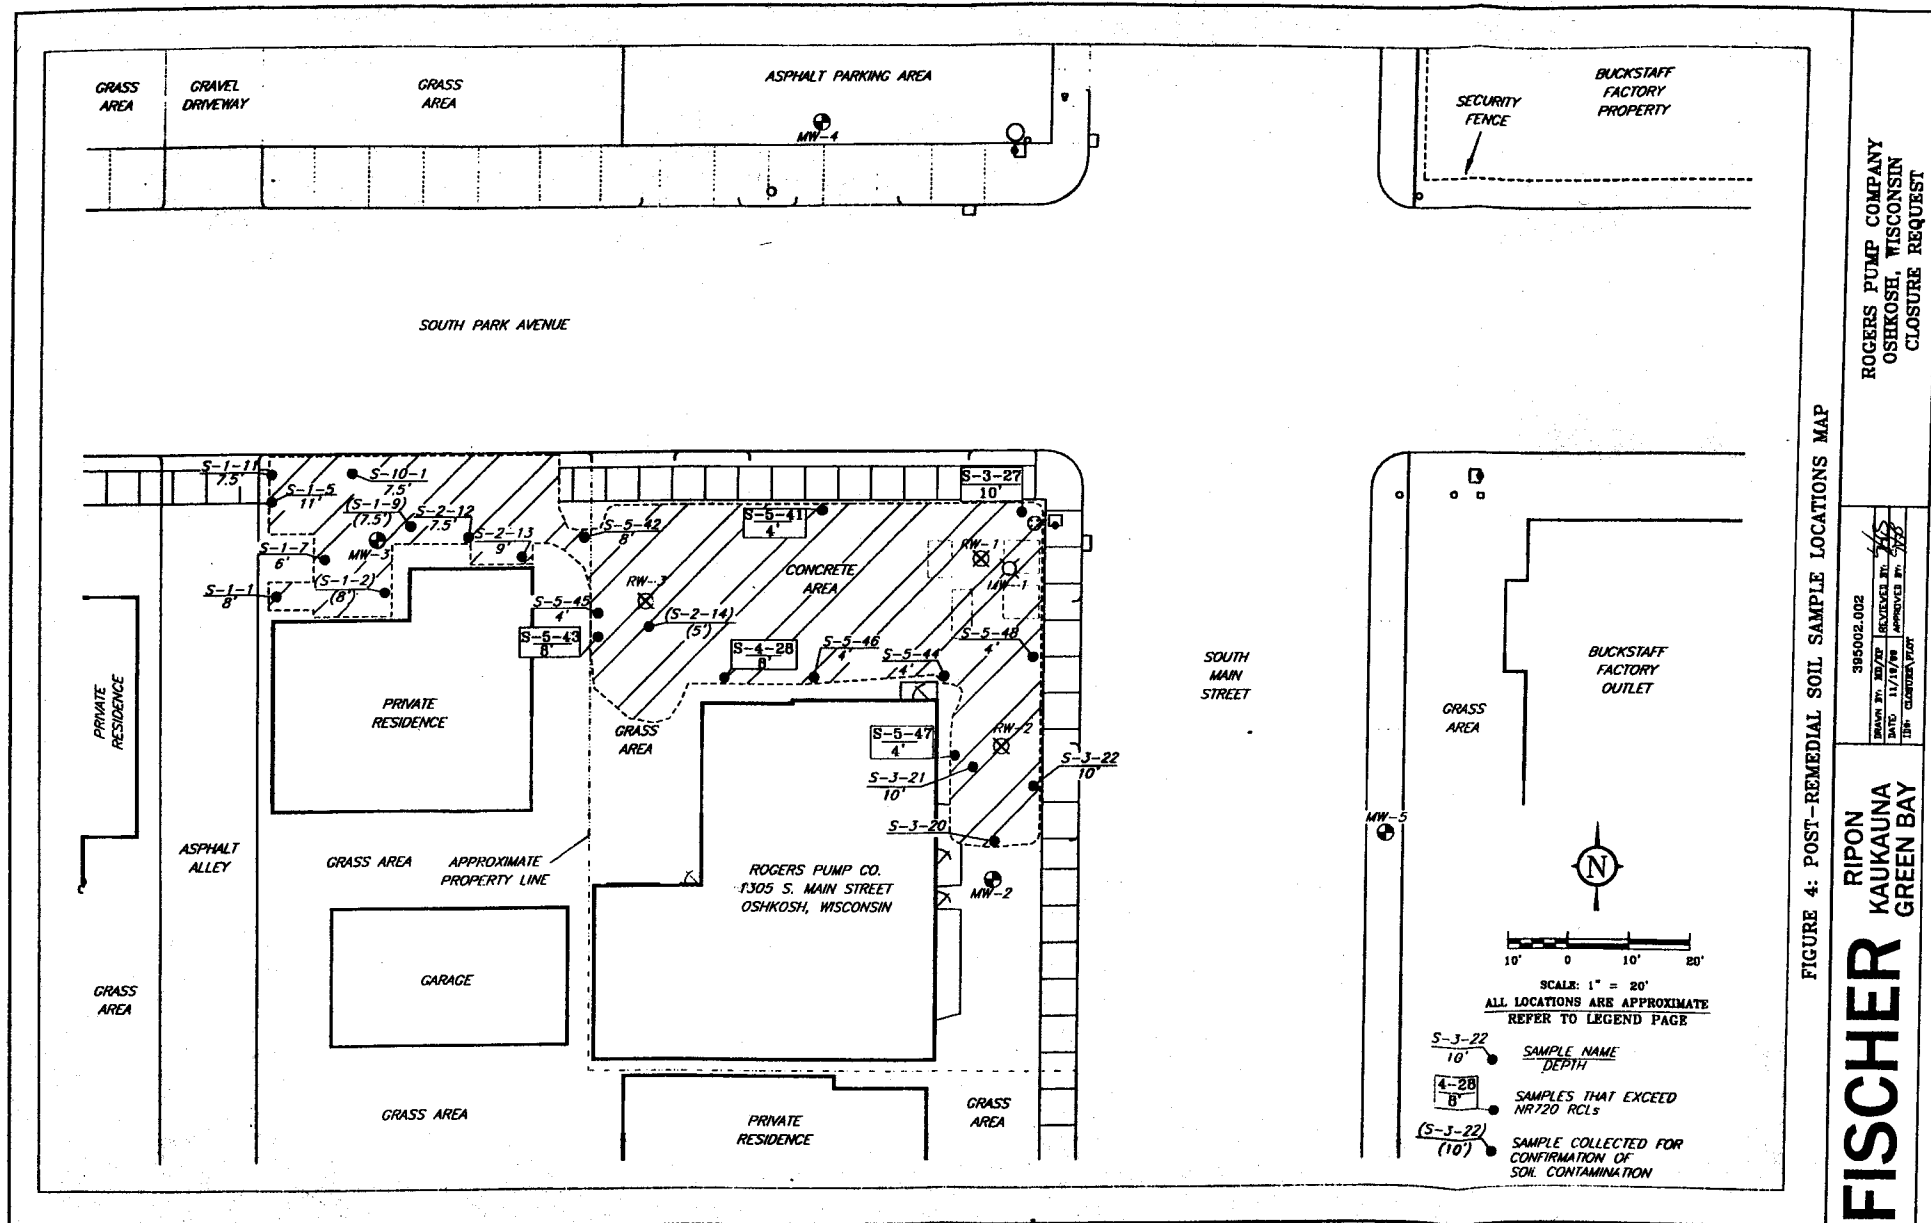 GRASS
AREA
GRAVEL
DRIVEWAY
GRASS
AREA
ASPHALT PARKING AREA
MW-4
SECURITY
FENCE
BUCKSTAFF
FACTORY
PROPERTY
SOUTH PARK AVENUE
S-1-11
7.5'
S-10-1
7.5'
S-1-5
11'
(S-1-9)
(7.5')
S-2-12
7.5'
S-2-13
9'
MW-3
S-1-7
6'
S-1-1
8'
(S-1-2)
(8')
S-5-42
8'
S-5-41
4'
S-3-27
10'
RW-1
MW-1
CONCRETE
AREA
RW-3
S-5-45
4'
S-5-43
8'
(S-2-14)
(5')
S-4-28
8'
S-5-46
4'
S-5-44
4'
S-5-48
4'
PRIVATE
RESIDENCE
PRIVATE
RESIDENCE
GRASS
AREA
S-5-47
4'
RW-2
S-3-21
10'
S-3-22
10'
S-3-20
SOUTH
MAIN
STREET
GRASS
AREA
BUCKSTAFF
FACTORY
OUTLET
MW-5
ASPHALT
ALLEY
GRASS AREA
APPROXIMATE
PROPERTY LINE
ROGERS PUMP CO.
1305 S. MAIN STREET
OSHKOSH, WISCONSIN
MW-2
GARAGE
GRASS
AREA
GRASS AREA
PRIVATE
RESIDENCE
GRASS
AREA
N
10' 0 10' 20'
SCALE: 1" = 20'
ALL LOCATIONS ARE APPROXIMATE
REFER TO LEGEND PAGE
S-3-22
10'
SAMPLE NAME
DEPTH
4-28
8'
SAMPLES THAT EXCEED
NR720 RCLs
(S-3-22)
(10')
SAMPLE COLLECTED FOR
CONFIRMATION OF
SOIL CONTAMINATION
FIGURE 4: POST-REMEDIAL SOIL SAMPLE LOCATIONS MAP
ROGERS PUMP COMPANY
OSHKOSH, WISCONSIN
CLOSURE REQUEST
395002.002
DRAWN BY:
REVIEWED BY:
DATE:
APPROVED BY:
ID#:
FISCHER
RIPON
KAUKAUNA
GREEN BAY